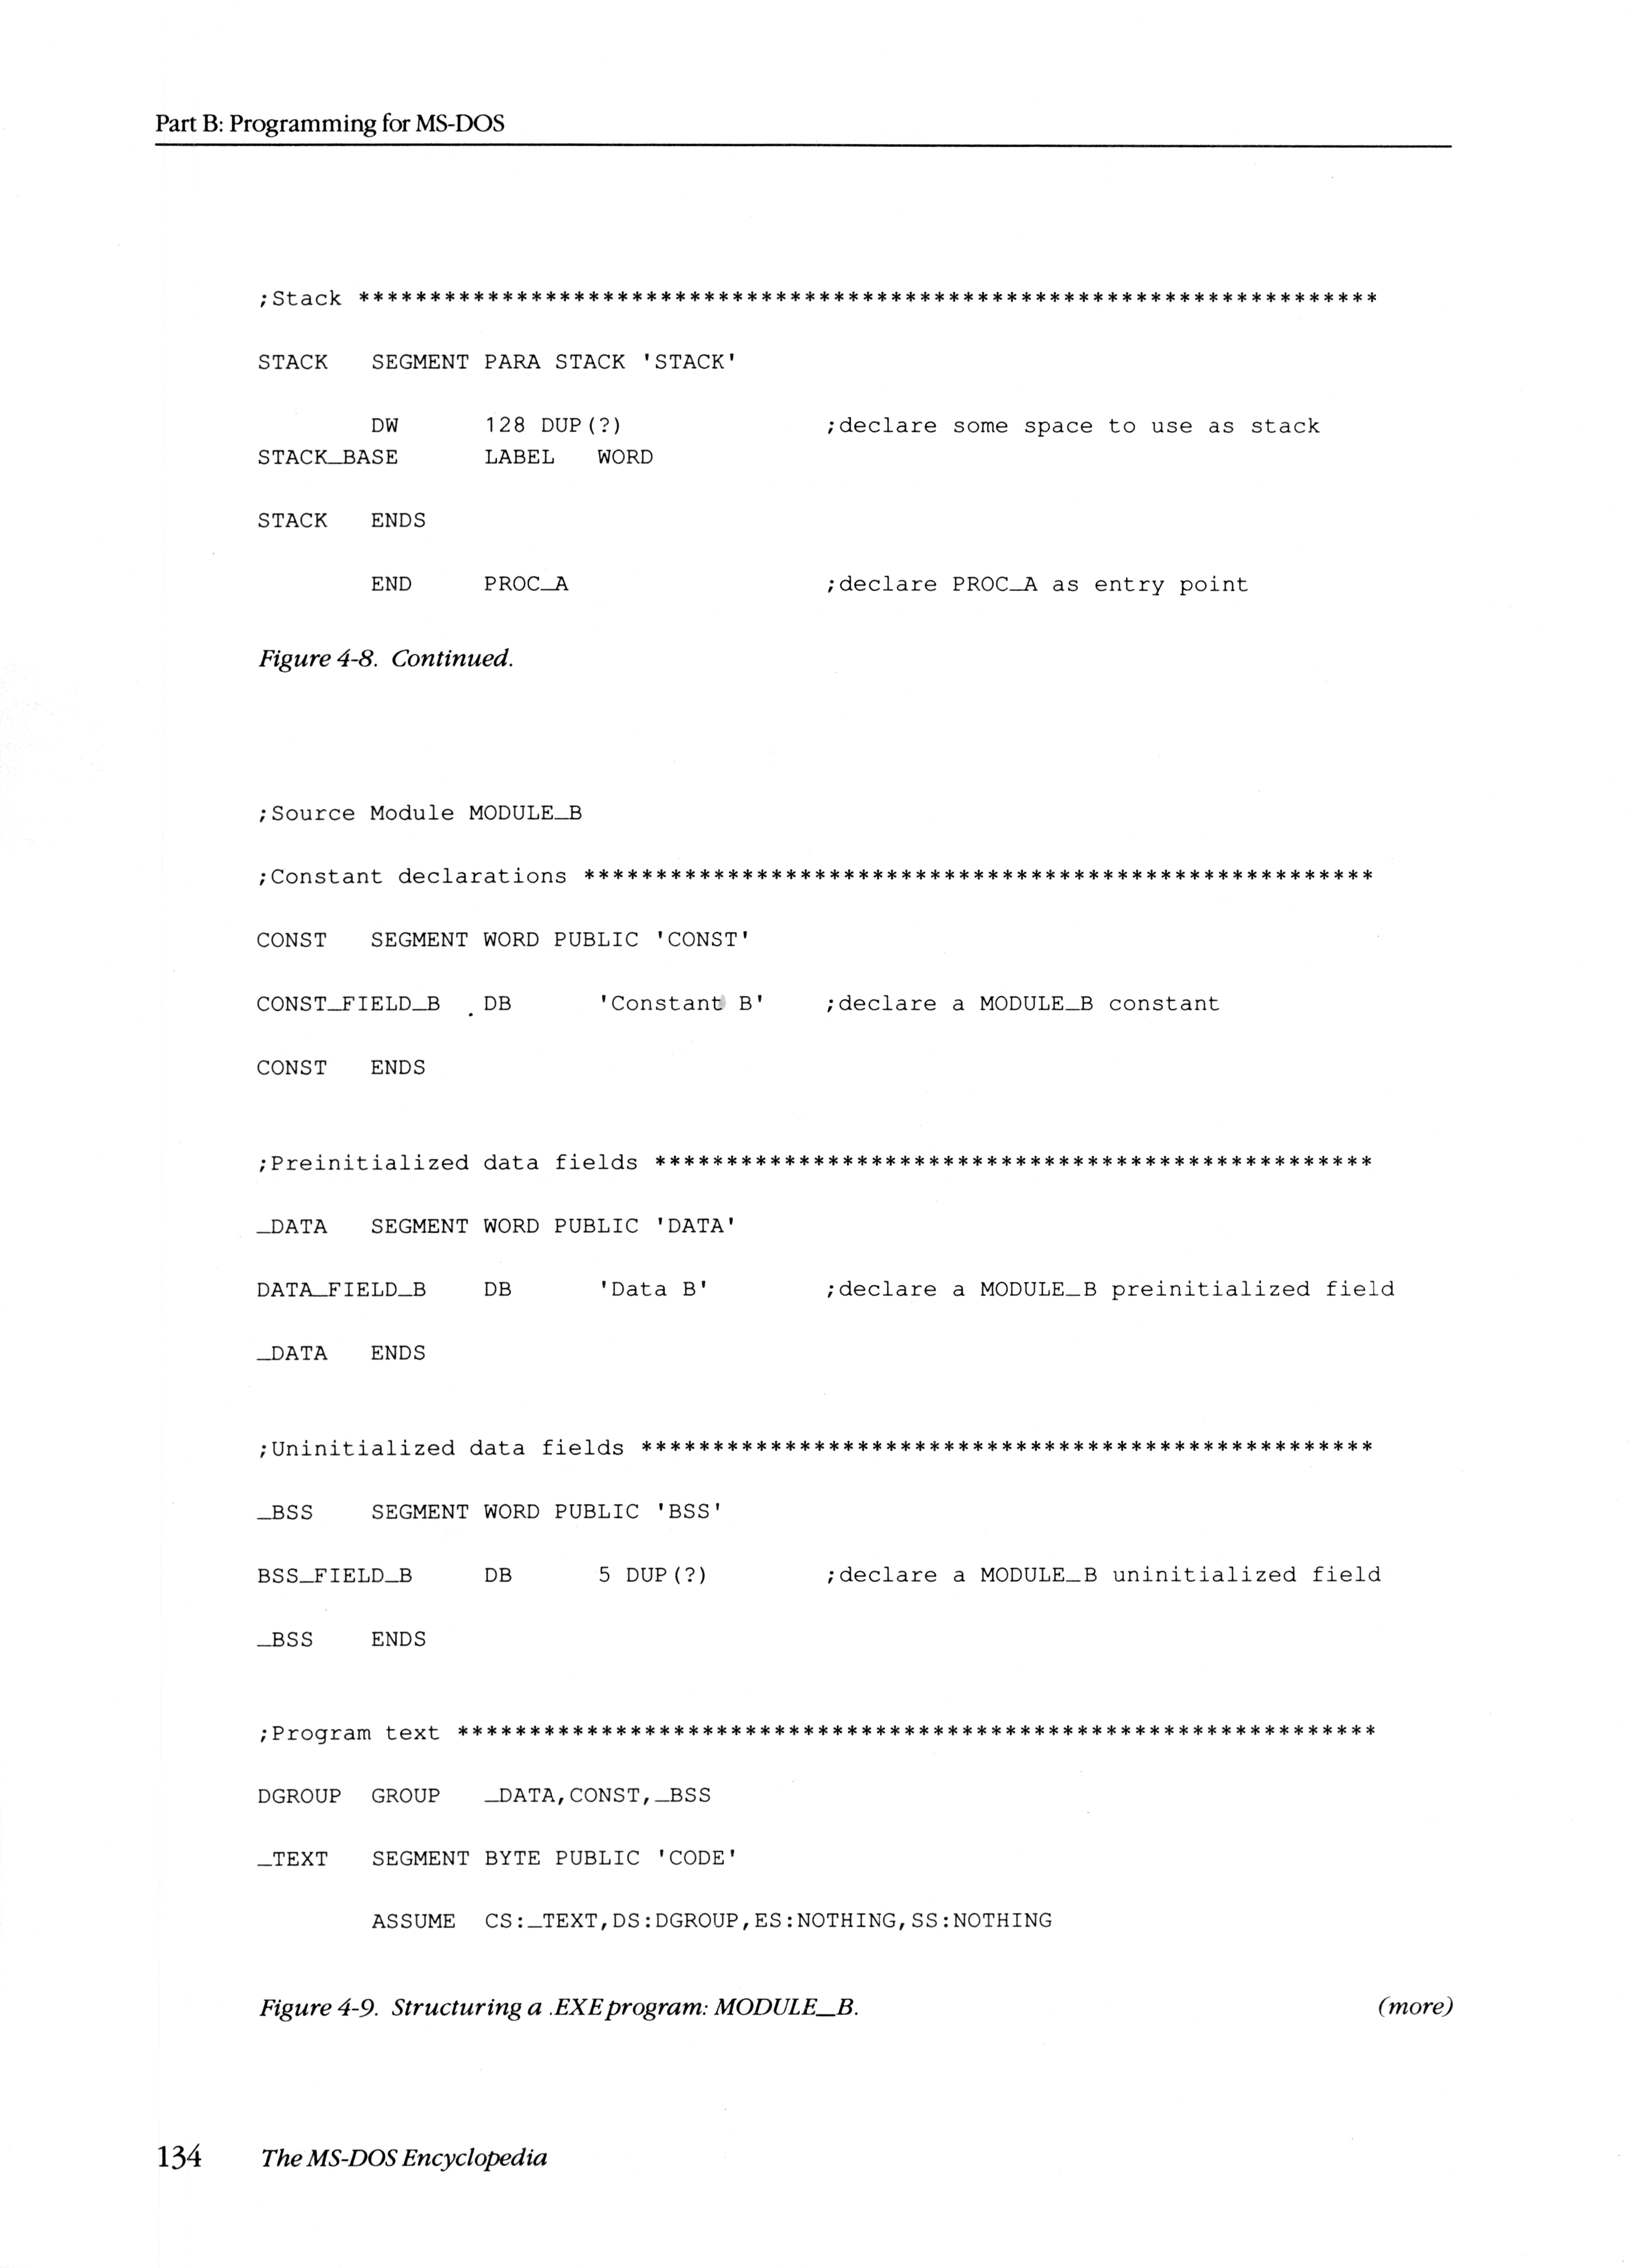 Part B: Programming for MS-DOS
;Stack ***********************************************************************
STACK   SEGMENT PARA STACK 'STACK'
        DW      128 DUP(?)              ;declare some space to use as stack
STACK_BASE      LABEL   WORD
STACK   ENDS
        END     PROC_A                  ;declare PROC_A as entry point
Figure 4-8. Continued.
;Source Module MODULE_B
;Constant declarations *******************************************************
CONST   SEGMENT WORD PUBLIC 'CONST'
CONST_FIELD_B   DB      'Constant B'    ;declare a MODULE_B constant
CONST   ENDS
;Preinitialized data fields **************************************************
_DATA   SEGMENT WORD PUBLIC 'DATA'
DATA_FIELD_B    DB      'Data B'        ;declare a MODULE_B preinitialized field
_DATA   ENDS
;Uninitialized data fields ***************************************************
_BSS    SEGMENT WORD PUBLIC 'BSS'
BSS_FIELD_B     DB      5 DUP(?)        ;declare a MODULE_B uninitialized field
_BSS    ENDS
;Program text ****************************************************************
DGROUP  GROUP   _DATA,CONST,_BSS
_TEXT   SEGMENT BYTE PUBLIC 'CODE'
        ASSUME  CS:_TEXT,DS:DGROUP,ES:NOTHING,SS:NOTHING
Figure 4-9. Structuring a .EXE program: MODULE_B. (more)
134 The MS-DOS Encyclopedia